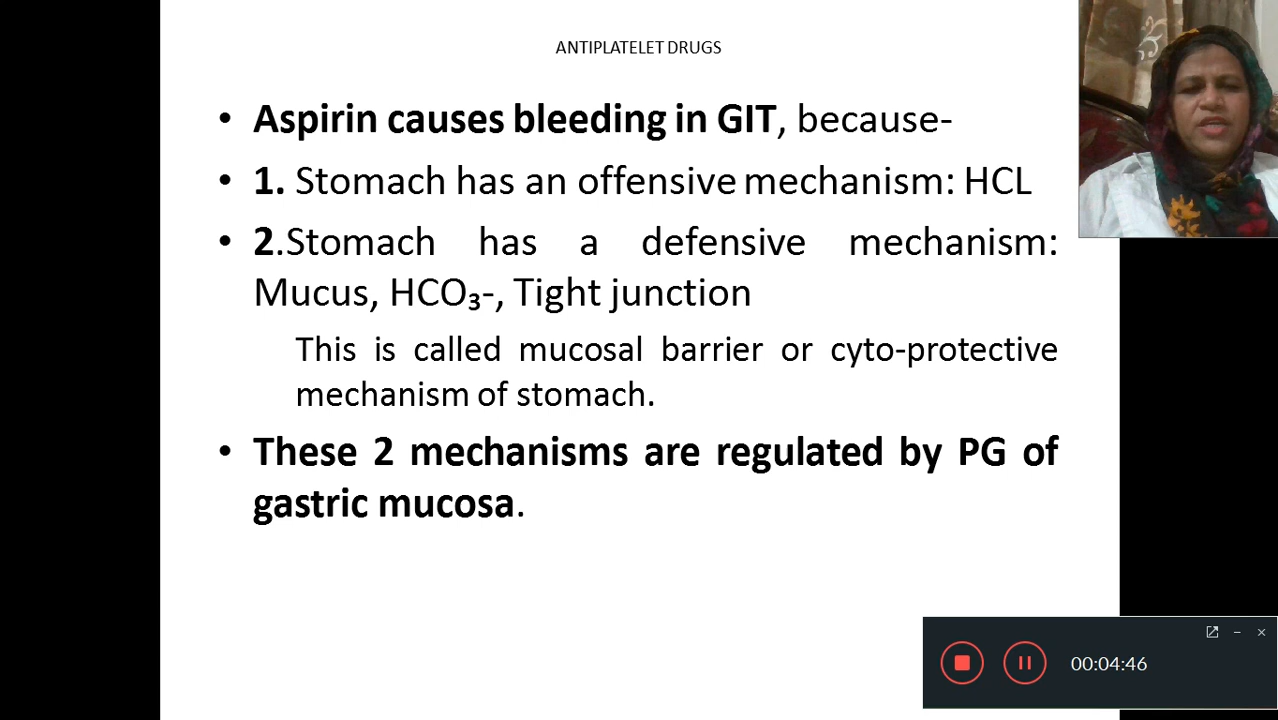 ANTIPLATELET DRUGS
• Aspirin causes bleeding in GIT, because-
• 1. Stomach has an offensive mechanism: HCL
• 2.Stomach has a defensive mechanism:
Mucus, HCO₃-, Tight junction
This is called mucosal barrier or cyto-protective
mechanism of stomach.
• These 2 mechanisms are regulated by PG of
gastric mucosa.
00:04:46